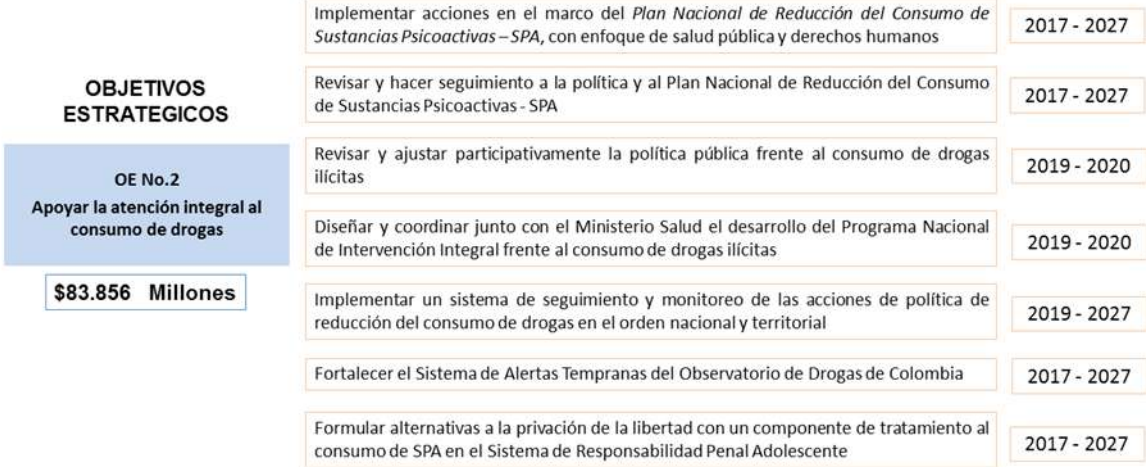 OBJETIVOS
ESTRATEGICOS
OE No.2
Apoyar la atención integral al
consumo de drogas
$83.856 Millones
Implementar acciones en el marco del Plan Nacional de Reducción del Consumo de
Sustancias Psicoactivas – SPA, con enfoque de salud pública y derechos humanos
2017 - 2027
Revisar y hacer seguimiento a la política y al Plan Nacional de Reducción del Consumo
de Sustancias Psicoactivas - SPA
2017 - 2027
Revisar y ajustar participativamente la política pública frente al consumo de drogas
ilícitas
2019 - 2020
Diseñar y coordinar junto con el Ministerio Salud el desarrollo del Programa Nacional
de Intervención Integral frente al consumo de drogas ilícitas
2019 - 2020
Implementar un sistema de seguimiento y monitoreo de las acciones de política de
reducción del consumo de drogas en el orden nacional y territorial
2019 - 2027
Fortalecer el Sistema de Alertas Tempranas del Observatorio de Drogas de Colombia
2017 - 2027
Formular alternativas a la privación de la libertad con un componente de tratamiento al
consumo de SPA en el Sistema de Responsabilidad Penal Adolescente
2017 - 2027